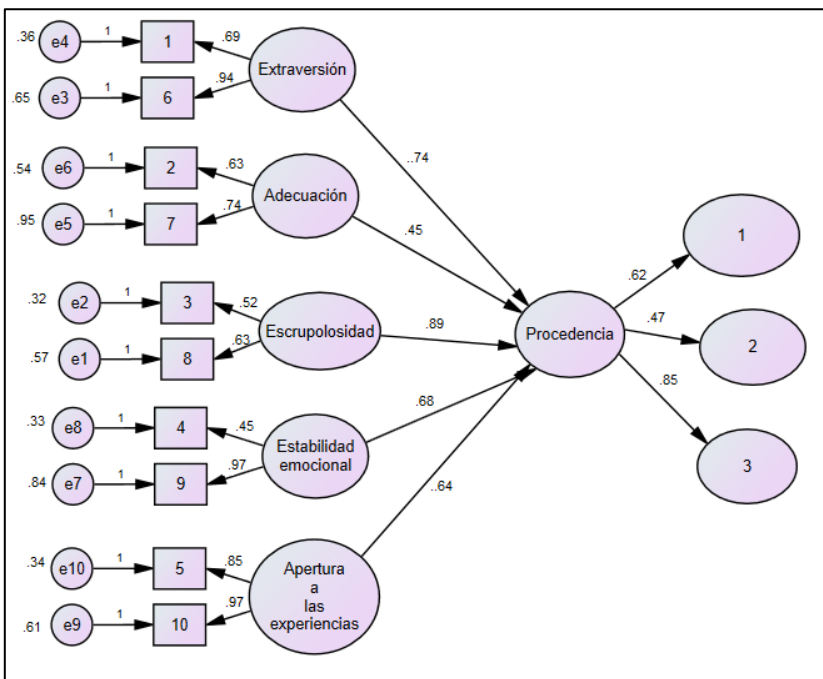 .36 e4 1 1 .69
Extraversión
.65 e3 1 6 .94
..74
.54 e6 1 2 .63
Adecuación
.95 e5 1 7 .74
.45
1
.62
.32 e2 1 3 .52
Escrupolosidad
.89
Procedencia
.47
2
.57 e1 1 8 .63
.85
.68
.33 e8 1 4 .45
Estabilidad
emocional
3
.84 e7 1 9 .97
..64
.34 e10 1 5 .85
Apertura
a
las
experiencias
.61 e9 1 10 .97